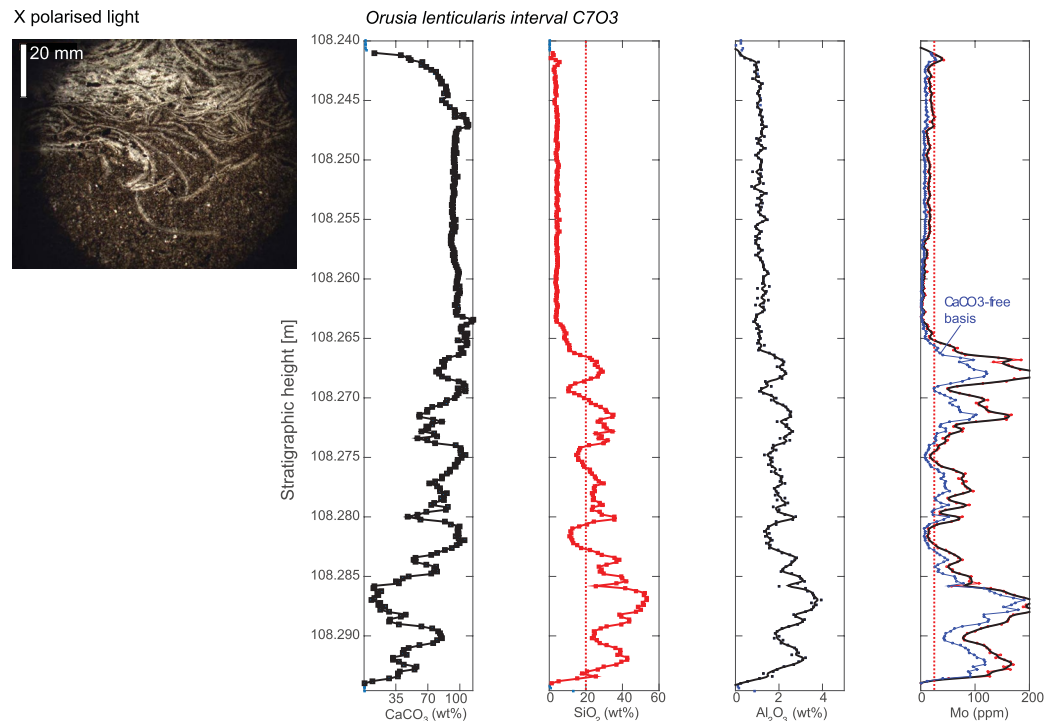 X polarised light
Orusia lenticularis interval C7O3
20 mm
Stratigraphic height [m]
108.240
108.245
108.250
108.255
108.260
108.265
108.270
108.275
108.280
108.285
108.290
CaCO3-free
basis
35 70 100
0 20 40 60
0 2 4
0 100 200
CaCO₃ (wt%)
SiO₂ (wt%)
Al₂O₃ (wt%)
Mo (ppm)